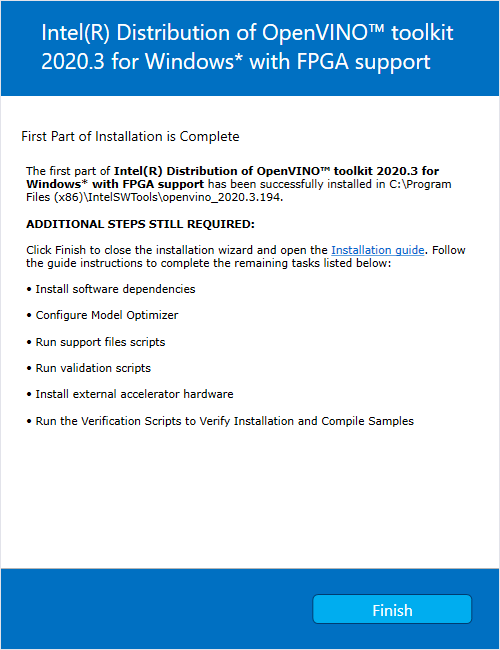 Intel(R) Distribution of OpenVINO™ toolkit
2020.3 for Windows* with FPGA support
First Part of Installation is Complete
The first part of Intel(R) Distribution of OpenVINO™ toolkit 2020.3 for
Windows* with FPGA support has been successfully installed in C:\Program
Files (x86)\IntelSWTools\openvino_2020.3.194.
ADDITIONAL STEPS STILL REQUIRED:
Click Finish to close the installation wizard and open the Installation guide. Follow
the guide instructions to complete the remaining tasks listed below:
• Install software dependencies
• Configure Model Optimizer
• Run support files scripts
• Run validation scripts
• Install external accelerator hardware
• Run the Verification Scripts to Verify Installation and Compile Samples
Finish